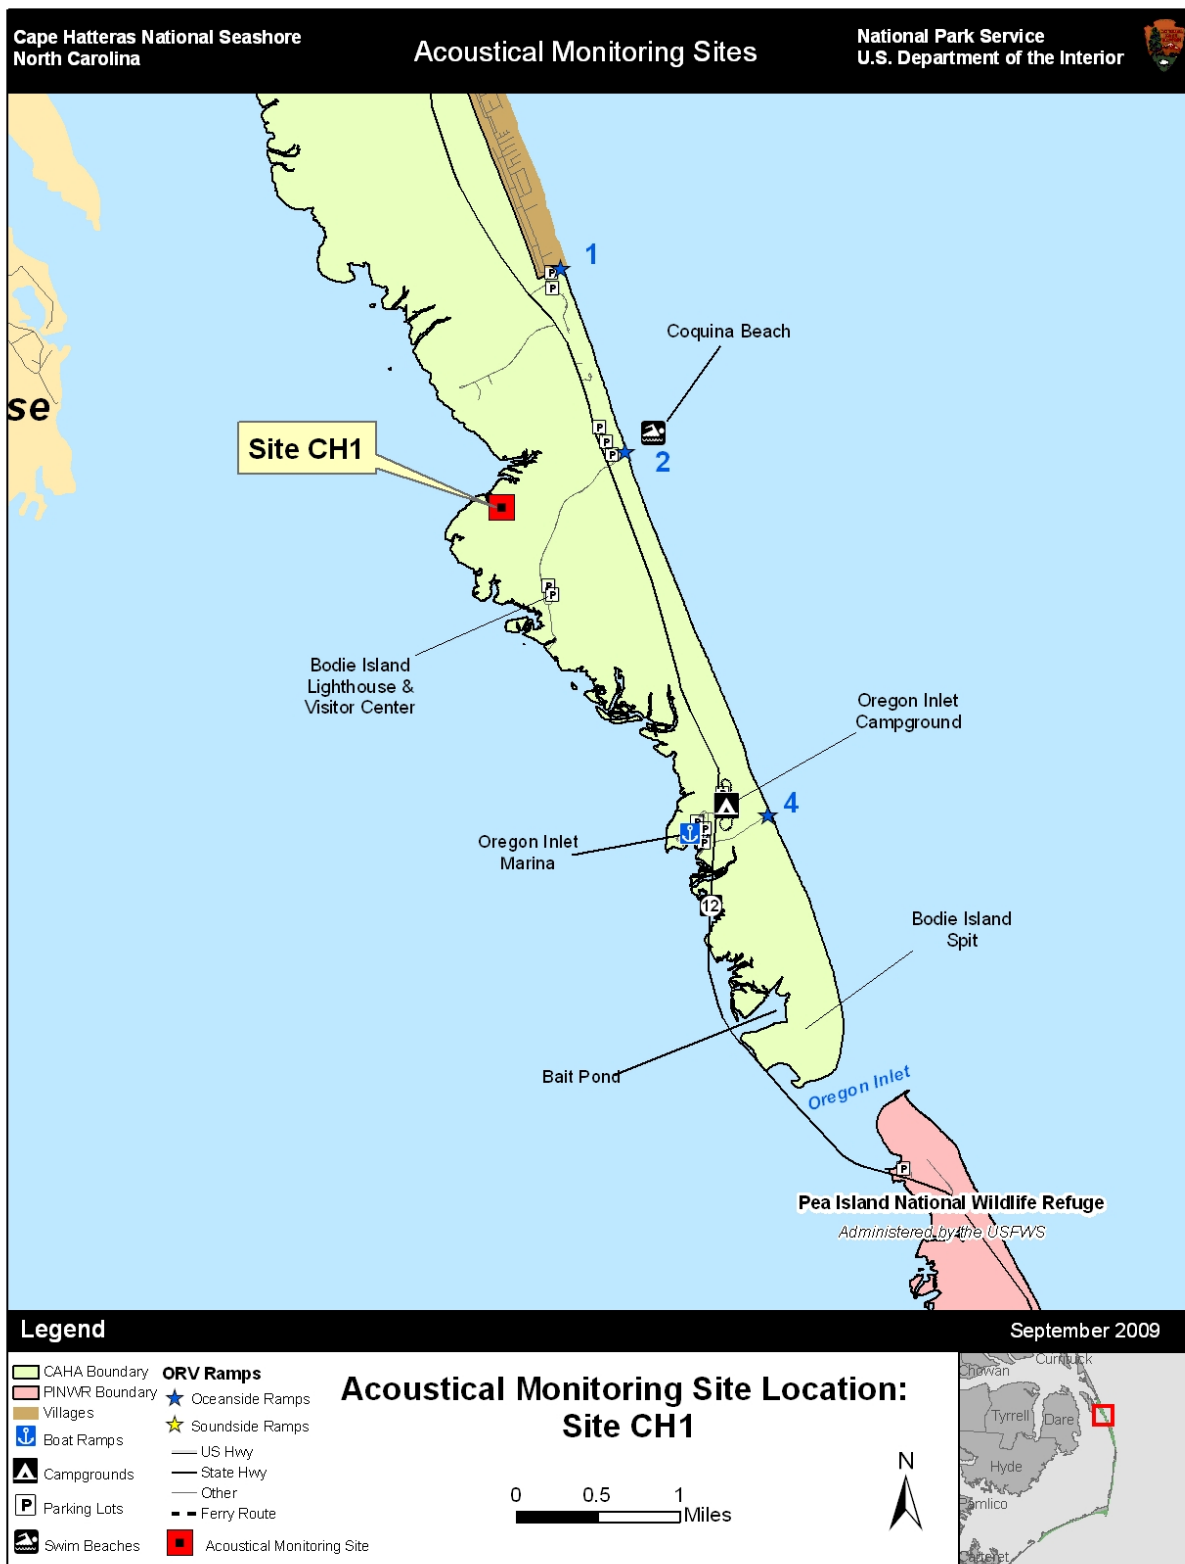 Cape Hatteras National Seashore
North Carolina
Acoustical Monitoring Sites
National Park Service
U.S. Department of the Interior
1
Coquina Beach
se
Site CH1
2
Bodie Island
Lighthouse &
Visitor Center
Oregon Inlet
Campground
4
Oregon Inlet
Marina
12
Bodie Island
Spit
Bait Pond
Oregon Inlet
Pea Island National Wildlife Refuge
Administered by the USFWS
Legend
September 2009
CAHA Boundary
PINWR Boundary
Villages
Boat Ramps
Campgrounds
P Parking Lots
Swim Beaches
ORV Ramps
Oceanside Ramps
Soundside Ramps
US Hwy
State Hwy
Other
Ferry Route
Acoustical Monitoring Site
Acoustical Monitoring Site Location:
Site CH1
0 0.5 1
Miles
N
Currituck
Chowan
Tyrrell
Dare
Hyde
Pamlico
Carteret